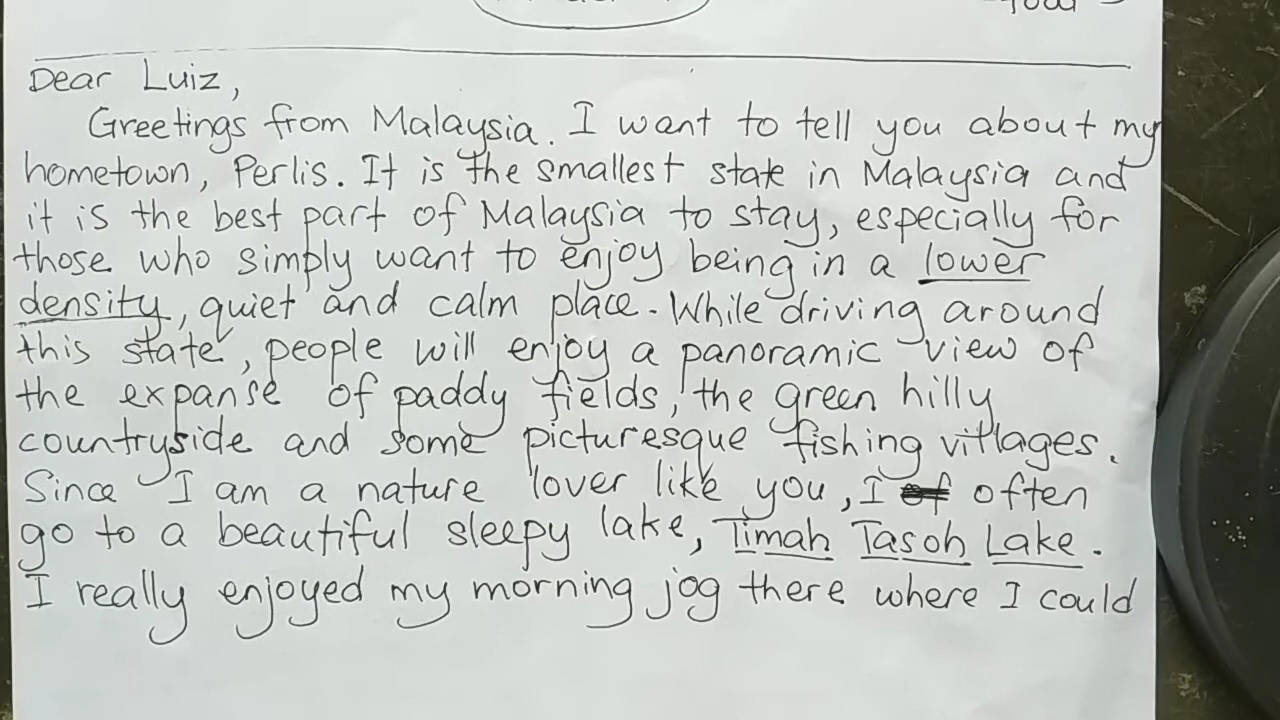 Dear Luiz,
Greetings from Malaysia. I want to tell you about my
hometown, Perlis. It is the smallest state in Malaysia and
it is the best part of Malaysia to stay, especially for
those who simply want to enjoy being in a lower
density, quiet and calm place. While driving around
this state, people will enjoy a panoramic view of
the expanse of paddy fields, the green hilly
countryside and some picturesque fishing villages.
Since I am a nature lover like you, I often
go to a beautiful sleepy lake, Timah Tasoh Lake.
I really enjoyed my morning jog there where I could